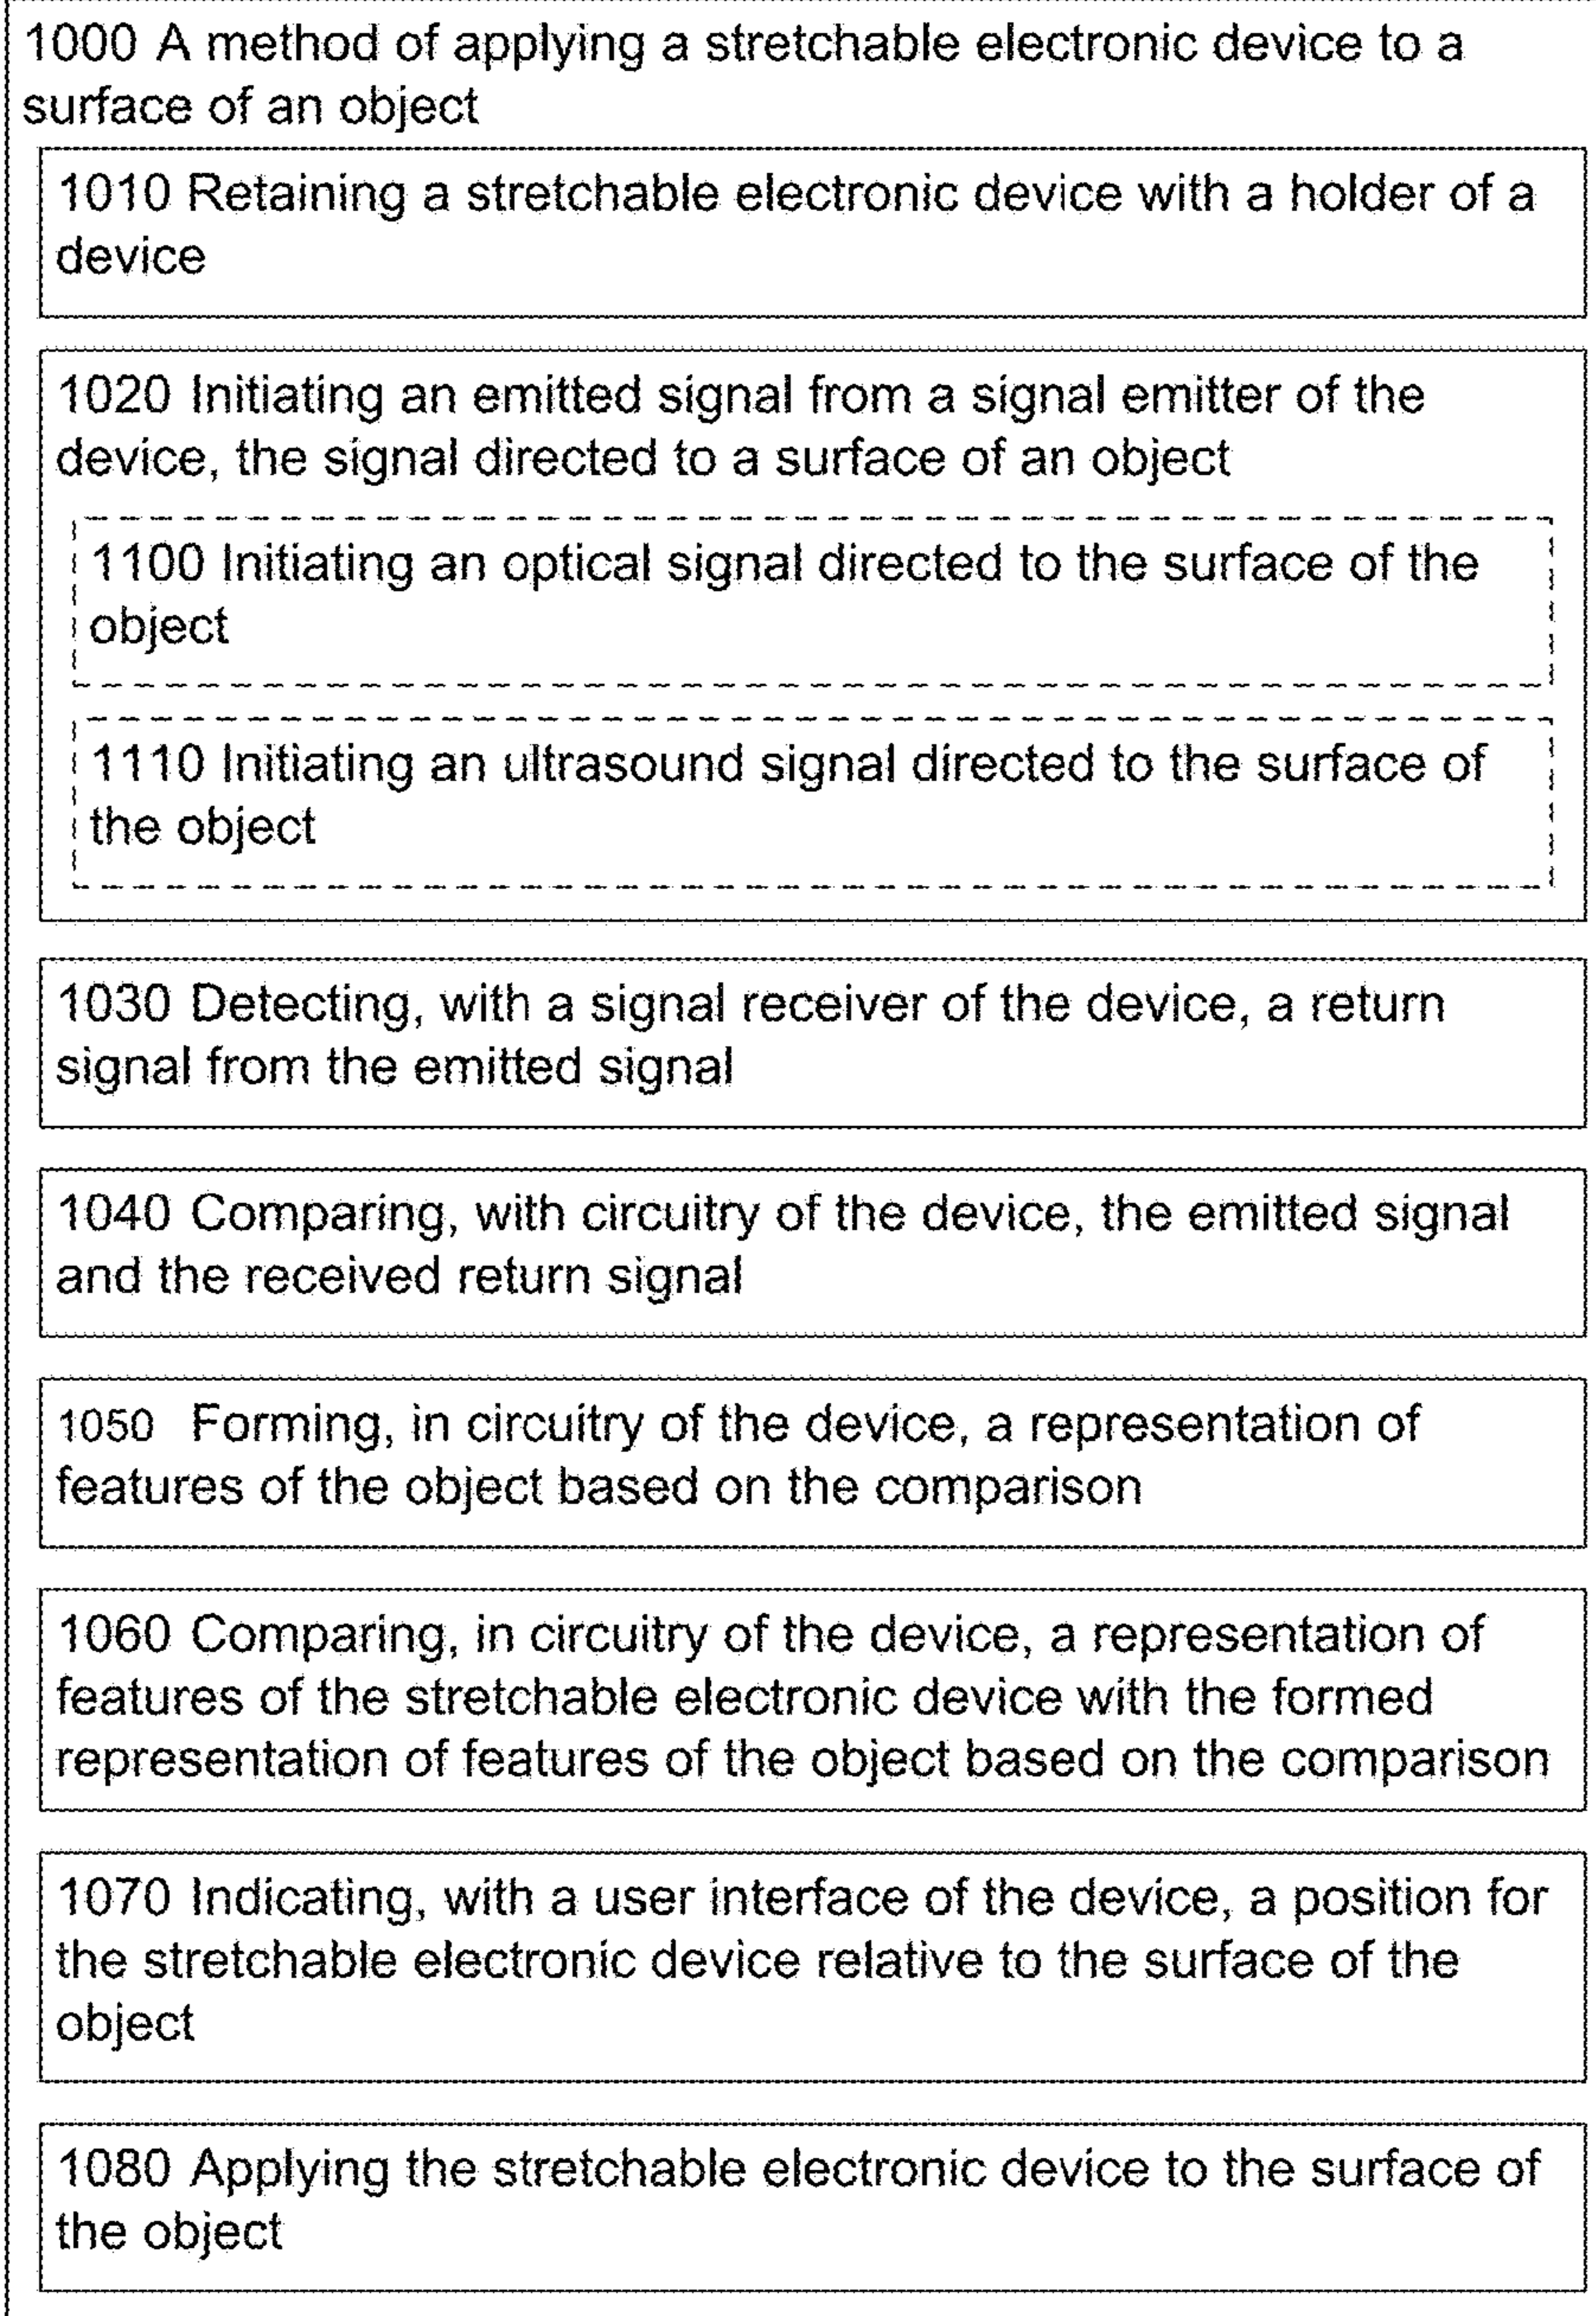 1000 A method of applying a stretchable electronic device to a
surface of an object
1010 Retaining a stretchable electronic device with a holder of a
device
1020 Initiating an emitted signal from a signal emitter of the
device, the signal directed to a surface of an object
1100 Initiating an optical signal directed to the surface of the
object
1110 Initiating an ultrasound signal directed to the surface of
the object
1030 Detecting, with a signal receiver of the device, a return
signal from the emitted signal
1040 Comparing, with circuitry of the device, the emitted signal
and the received return signal
1050 Forming, in circuitry of the device, a representation of
features of the object based on the comparison
1060 Comparing, in circuitry of the device, a representation of
features of the stretchable electronic device with the formed
representation of features of the object based on the comparison
1070 Indicating, with a user interface of the device, a position for
the stretchable electronic device relative to the surface of the
object
1080 Applying the stretchable electronic device to the surface of
the object